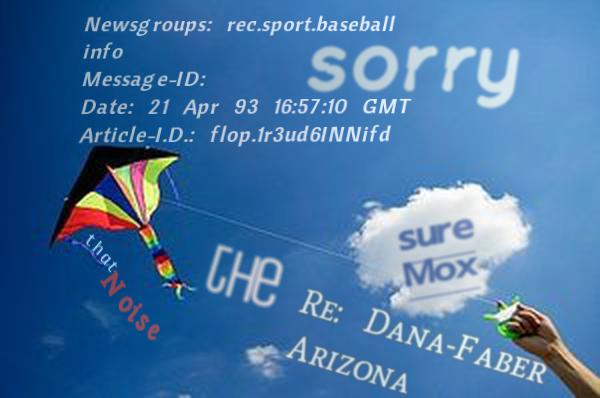 Newsgroups: rec.sport.baseball
info
Message-ID:
Date: 21 Apr 93 16:57:10 GMT
Article-I.D.: flop.1r3ud6INNifd
sorry
sure
Mox
that
Noise
the
Re: Dana-Faber
Arizona